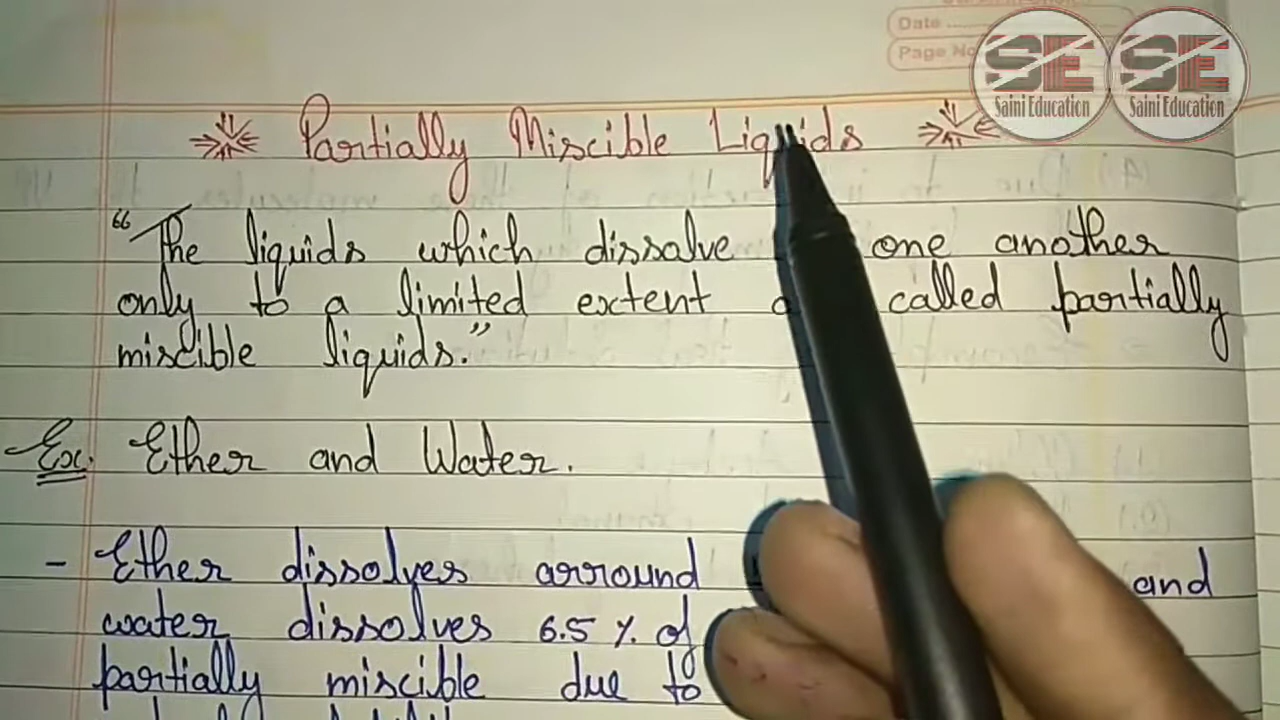 Date
Page No
SE SE
Saini Education Saini Education
Partially Miscible Liquids
“The liquids which dissolve one another
only to a limited extent called partially
miscible liquids.”
Ex. Ether and Water.
- Ether dissolves arround and
water dissolves 6.5 % of
partially miscible due to